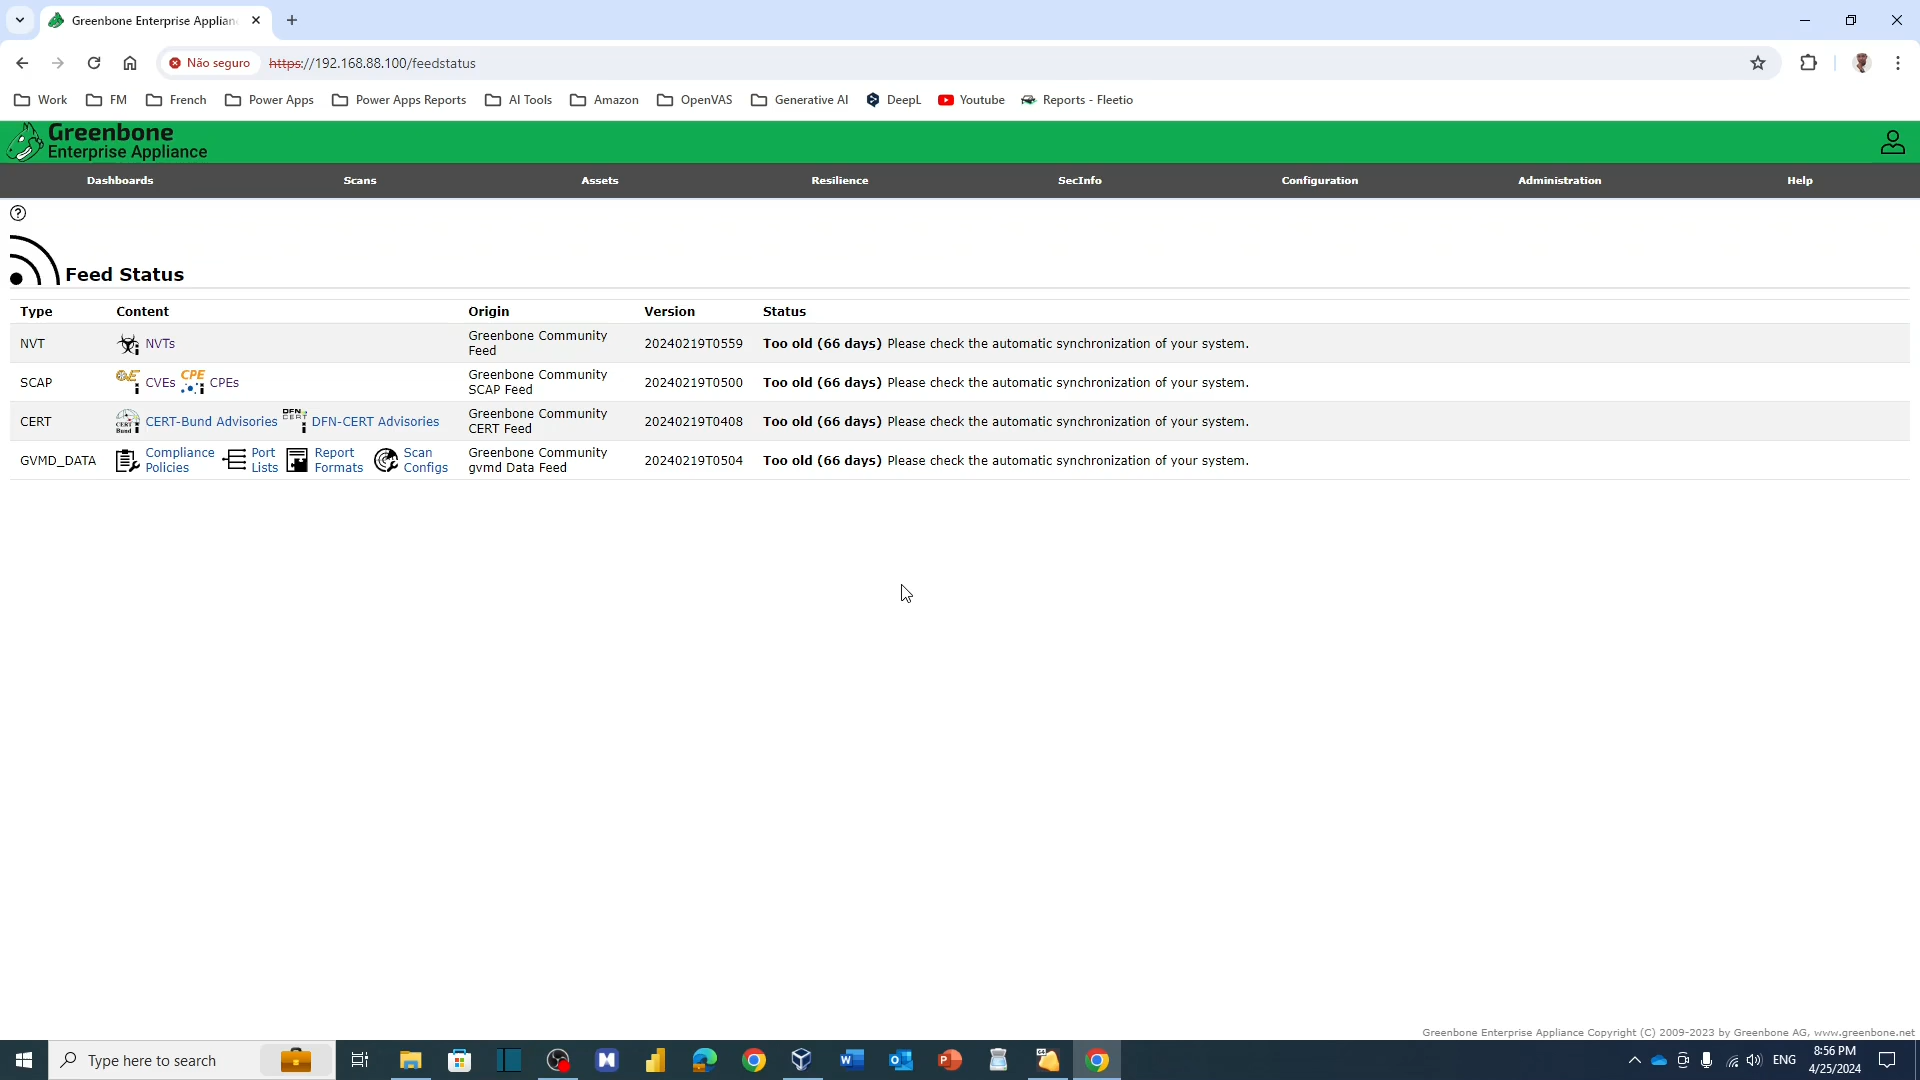 Greenbone Enterprise Applian
Não seguro
https://192.168.88.100/feedstatus
Work
FM
French
Power Apps
Power Apps Reports
AI Tools
Amazon
OpenVAS
Generative AI
DeepL
Youtube
Reports - Fleetio
Greenbone
Enterprise Appliance
Dashboards
Scans
Assets
Resilience
SecInfo
Configuration
Administration
Help
Feed Status
Type
Content
Origin
Version
Status
NVT
NVTs
Greenbone Community
Feed
20240219T0559
Too old (66 days) Please check the automatic synchronization of your system.
SCAP
CVEs
CPE
CPEs
Greenbone Community
SCAP Feed
20240219T0500
Too old (66 days) Please check the automatic synchronization of your system.
CERT
CERT
Bund
CERT-Bund Advisories
DFN-
CERT
DFN-CERT Advisories
Greenbone Community
CERT Feed
20240219T0408
Too old (66 days) Please check the automatic synchronization of your system.
GVMD_DATA
Compliance
Policies
Port
Lists
Report
Formats
Scan
Configs
Greenbone Community
gvmd Data Feed
20240219T0504
Too old (66 days) Please check the automatic synchronization of your system.
Greenbone Enterprise Appliance Copyright (C) 2009-2023 by Greenbone AG, www.greenbone.net
Type here to search
ENG
8:56 PM
4/25/2024